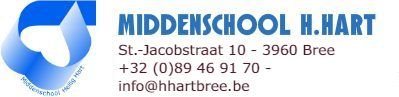 MIDDENSCHOOL H.HART
St.-Jacobstraat 10 - 3960 Bree
+32 (0)89 46 91 70 -
info@hhartbree.be
Middenschool Heilig Hart